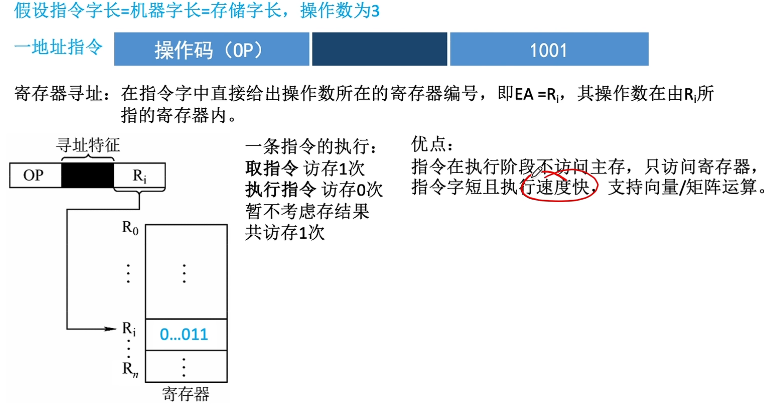 假设指令字长=机器字长=存储字长，操作数为3
一地址指令 操作码（OP） 1001
寄存器寻址：在指令字中直接给出操作数所在的寄存器编号，即EA =Ri，其操作数在由Ri所
指的寄存器内。
寻址特征
OP Ri
R0
⋮ ⋮
Ri 0…011
⋮
Rn ⋮
寄存器
一条指令的执行：
取指令 访存1次
执行指令 访存0次
暂不考虑存结果
共访存1次
优点：
指令在执行阶段不访问主存，只访问寄存器，
指令字短且执行速度快，支持向量/矩阵运算。